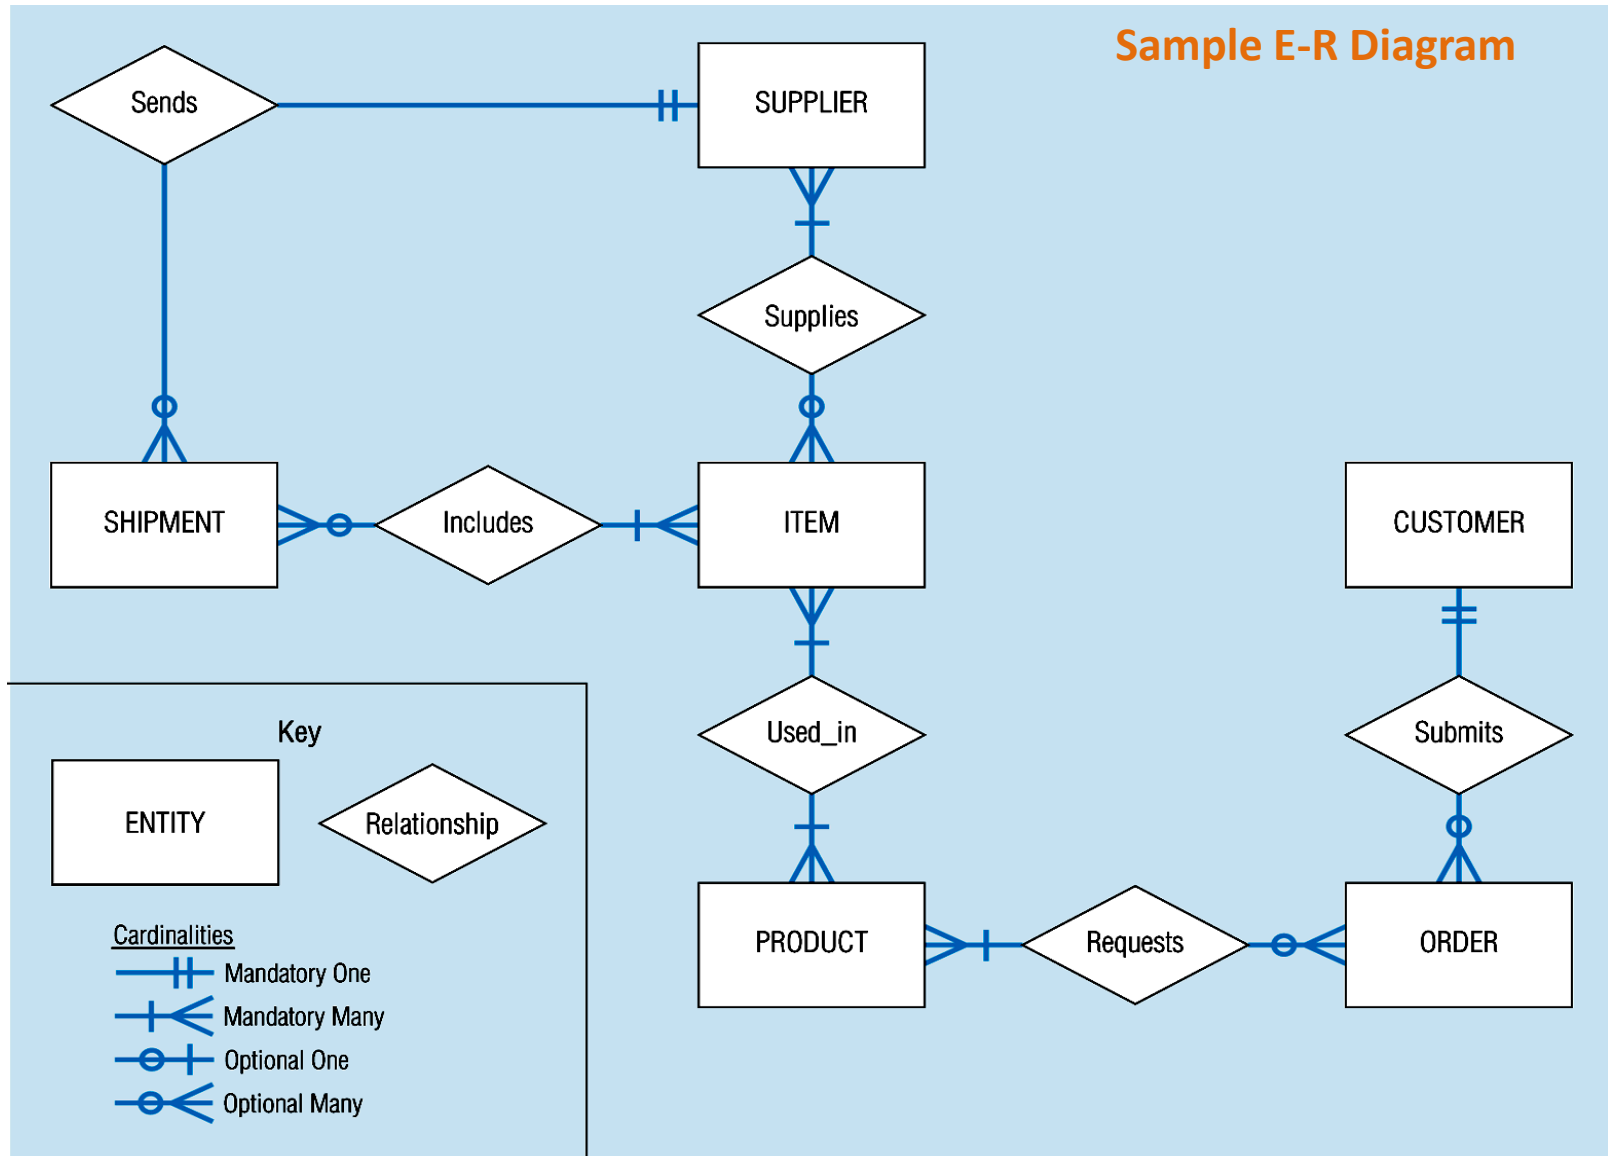 Sample E-R Diagram
Sends
SUPPLIER
Supplies
SHIPMENT
Includes
ITEM
CUSTOMER
Used_in
Submits
PRODUCT
Requests
ORDER
Key
ENTITY
Relationship
Cardinalities
Mandatory One
Mandatory Many
Optional One
Optional Many